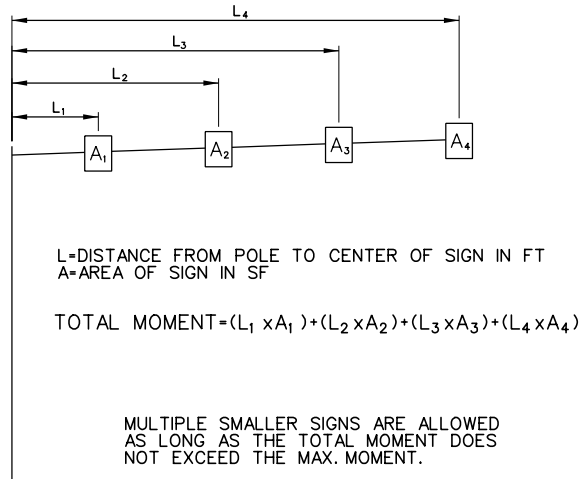 L₄
L₃
L₂
L₁
A₁ A₂ A₃ A₄
L=DISTANCE FROM POLE TO CENTER OF SIGN IN FT
A=AREA OF SIGN IN SF
TOTAL MOMENT=(L₁ xA₁)+(L₂ xA₂)+(L₃ xA₃)+(L₄ xA₄)
MULTIPLE SMALLER SIGNS ARE ALLOWED
AS LONG AS THE TOTAL MOMENT DOES
NOT EXCEED THE MAX. MOMENT.